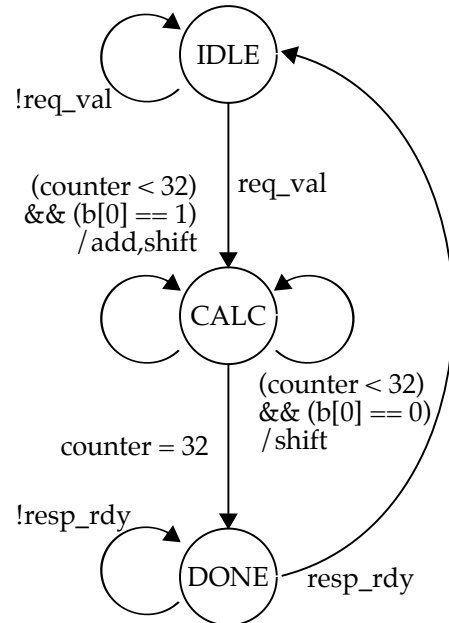 IDLE
!req_val
req_val
(counter < 32)
&& (b[0] == 1)
/add,shift
CALC
(counter < 32)
&& (b[0] == 0)
/shift
counter = 32
!resp_rdy
DONE
resp_rdy